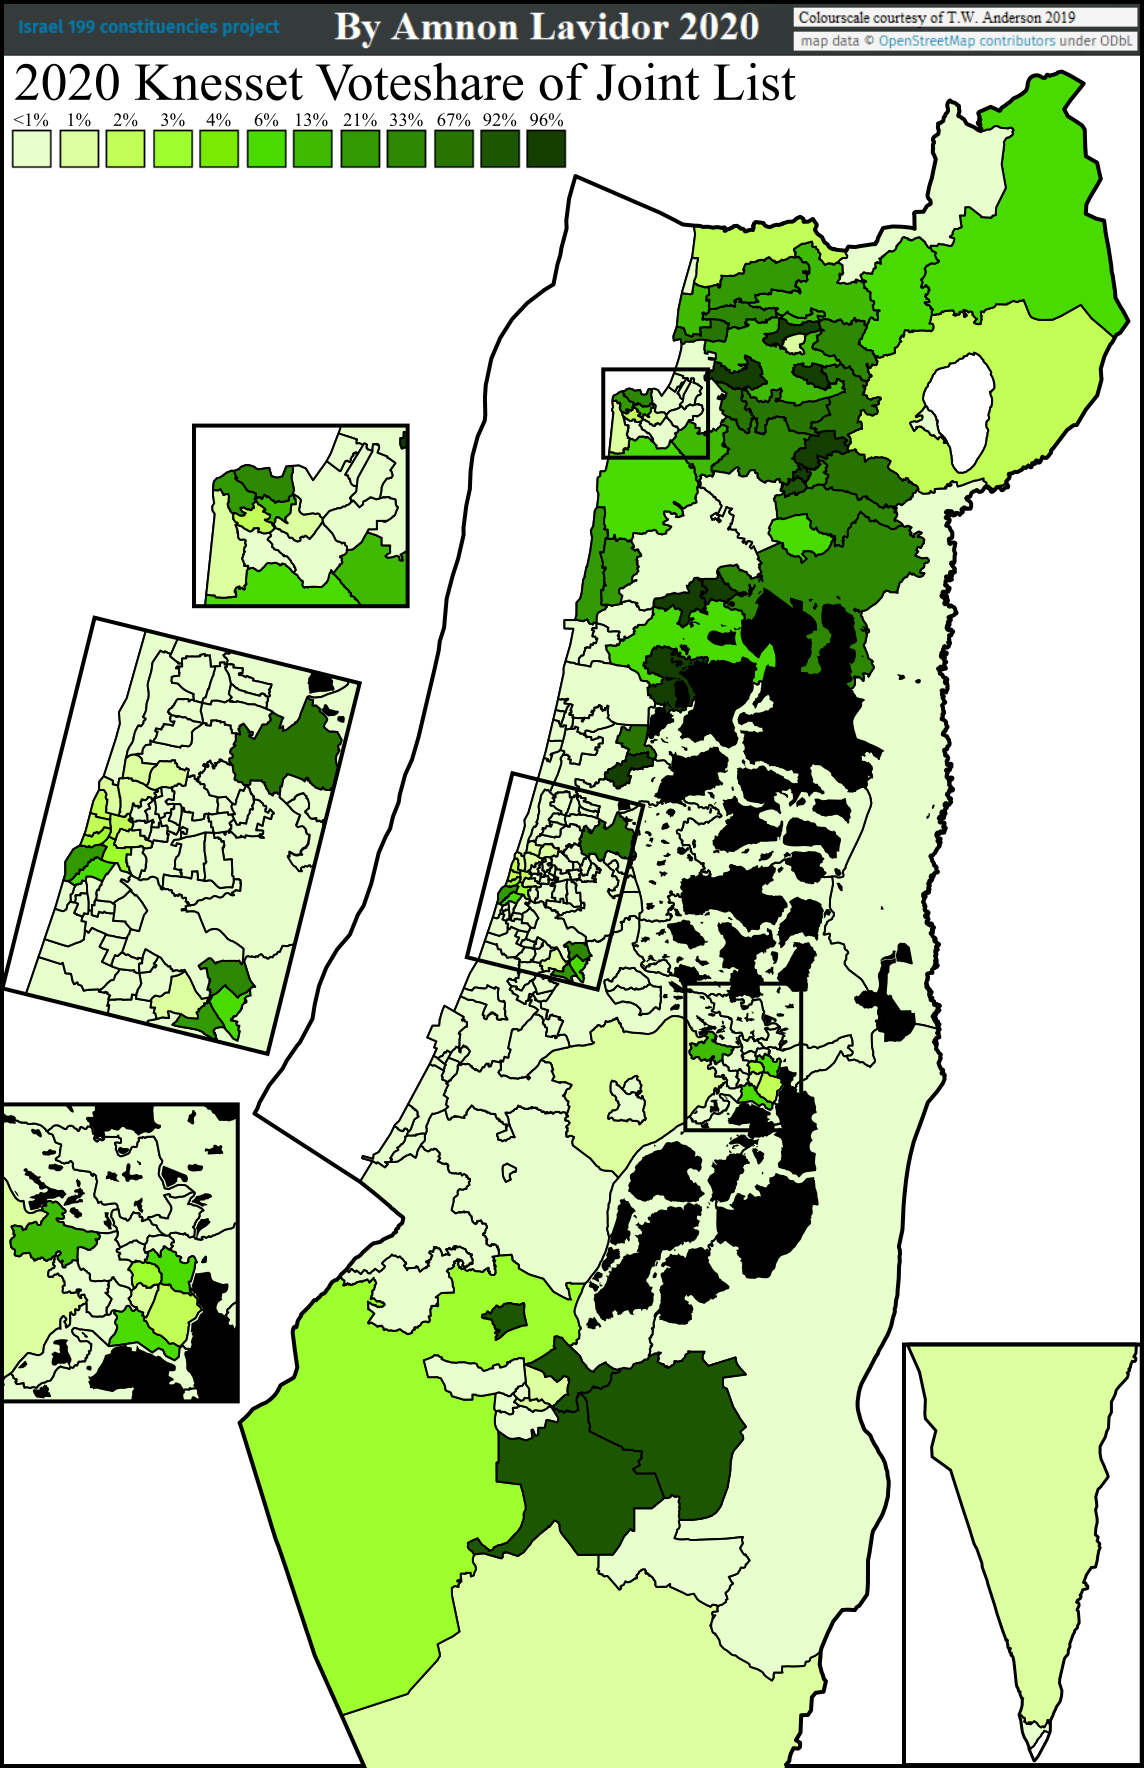 Israel 199 constituencies project
By Amnon Lavidor 2020
Colourscale courtesy of T.W. Anderson 2019
map data © OpenStreetMap contributors under ODbL
2020 Knesset Voteshare of Joint List
<1% 1% 2% 3% 4% 6% 13% 21% 33% 67% 92% 96%